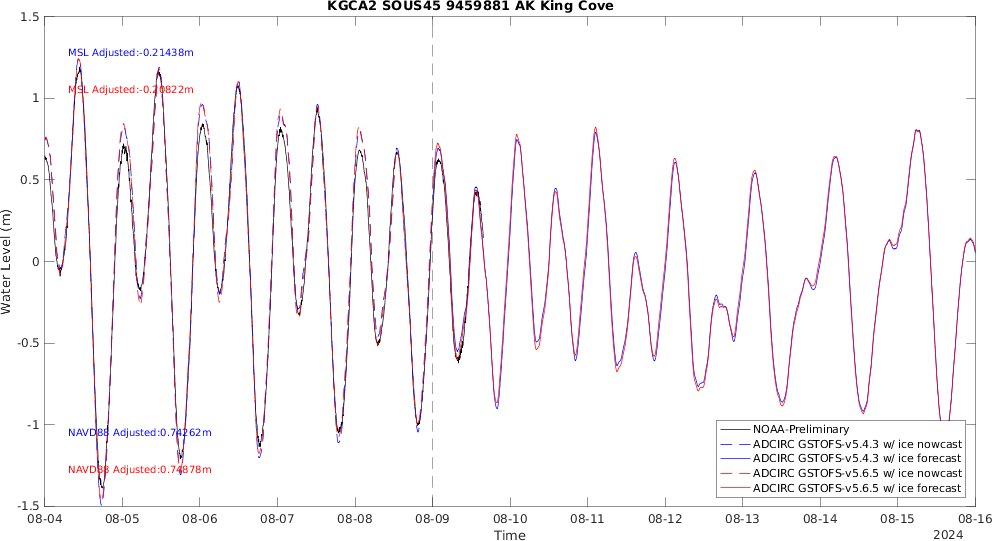 KGCA2 SOUS45 9459881 AK King Cove
MSL Adjusted:-0.21438m
MSL Adjusted:-0.20822m
NAVD88 Adjusted:0.74262m
NAVD88 Adjusted:0.74878m
Water Level (m)
1.5
1
0.5
0
-0.5
-1
-1.5
NOAA-Preliminary
ADCIRC GSTOFS-v5.4.3 w/ ice nowcast
ADCIRC GSTOFS-v5.4.3 w/ ice forecast
ADCIRC GSTOFS-v5.6.5 w/ ice nowcast
ADCIRC GSTOFS-v5.6.5 w/ ice forecast
08-04 08-05 08-06 08-07 08-08 08-09 08-10 08-11 08-12 08-13 08-14 08-15 08-16
Time
2024